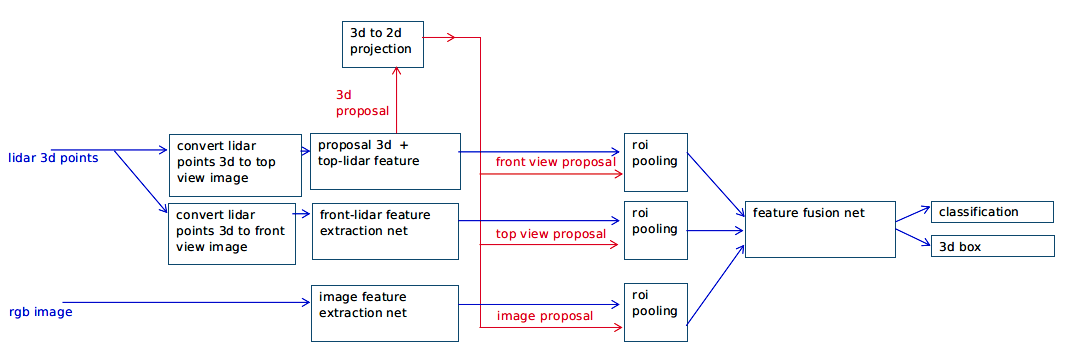 3d to 2d
projection
3d
proposal
lidar 3d points
convert lidar
points 3d to top
view image
proposal 3d +
top-lidar feature
front view proposal
roi
pooling
convert lidar
points 3d to front
view image
front-lidar feature
extraction net
top view proposal
roi
pooling
feature fusion net
classification
3d box
rgb image
image feature
extraction net
image proposal
roi
pooling